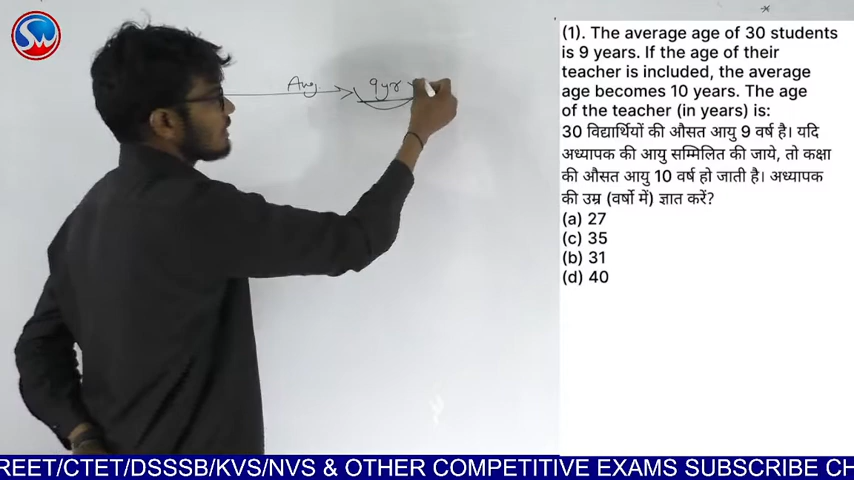 SW
Avg
9yr
(1). The average age of 30 students
is 9 years. If the age of their
teacher is included, the average
age becomes 10 years. The age
of the teacher (in years) is:
30 विद्यार्थियों की औसत आयु 9 वर्ष है। यदि
अध्यापक की आयु सम्मिलित की जाये, तो कक्षा
की औसत आयु 10 वर्ष हो जाती है। अध्यापक
की उम्र (वर्षो में) ज्ञात करें?
(a) 27
(c) 35
(b) 31
(d) 40
REET/CTET/DSSSB/KVS/NVS & OTHER COMPETITIVE EXAMS SUBSCRIBE CH